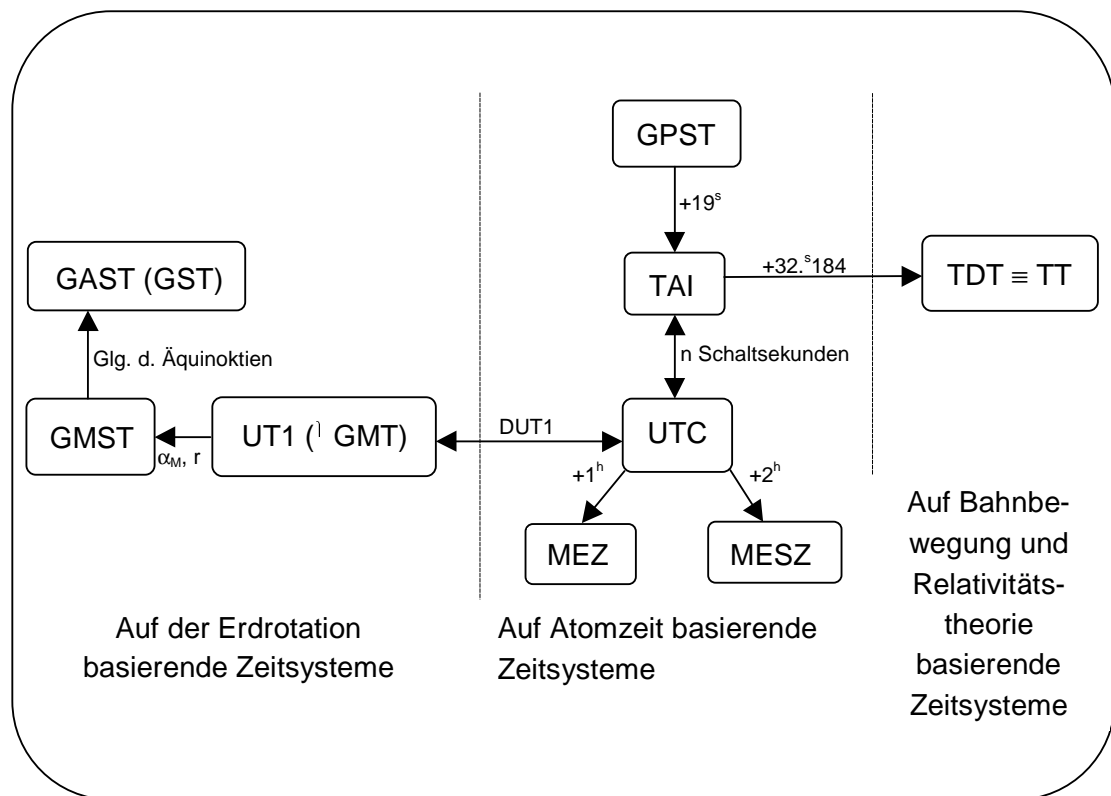 GPST
+19ˢ
GAST (GST)
TAI
+32.ˢ184
TDT ≡ TT
Glg. d. Äquinoktien
n Schaltsekunden
GMST
α_M, r
UT1 (˺ GMT)
DUT1
UTC
+1ʰ
+2ʰ
MEZ
MESZ
Auf der Erdrotation
basierende Zeitsysteme
Auf Atomzeit basierende
Zeitsysteme
Auf Bahnbe-
wegung und
Relativitäts-
theorie
basierende
Zeitsysteme